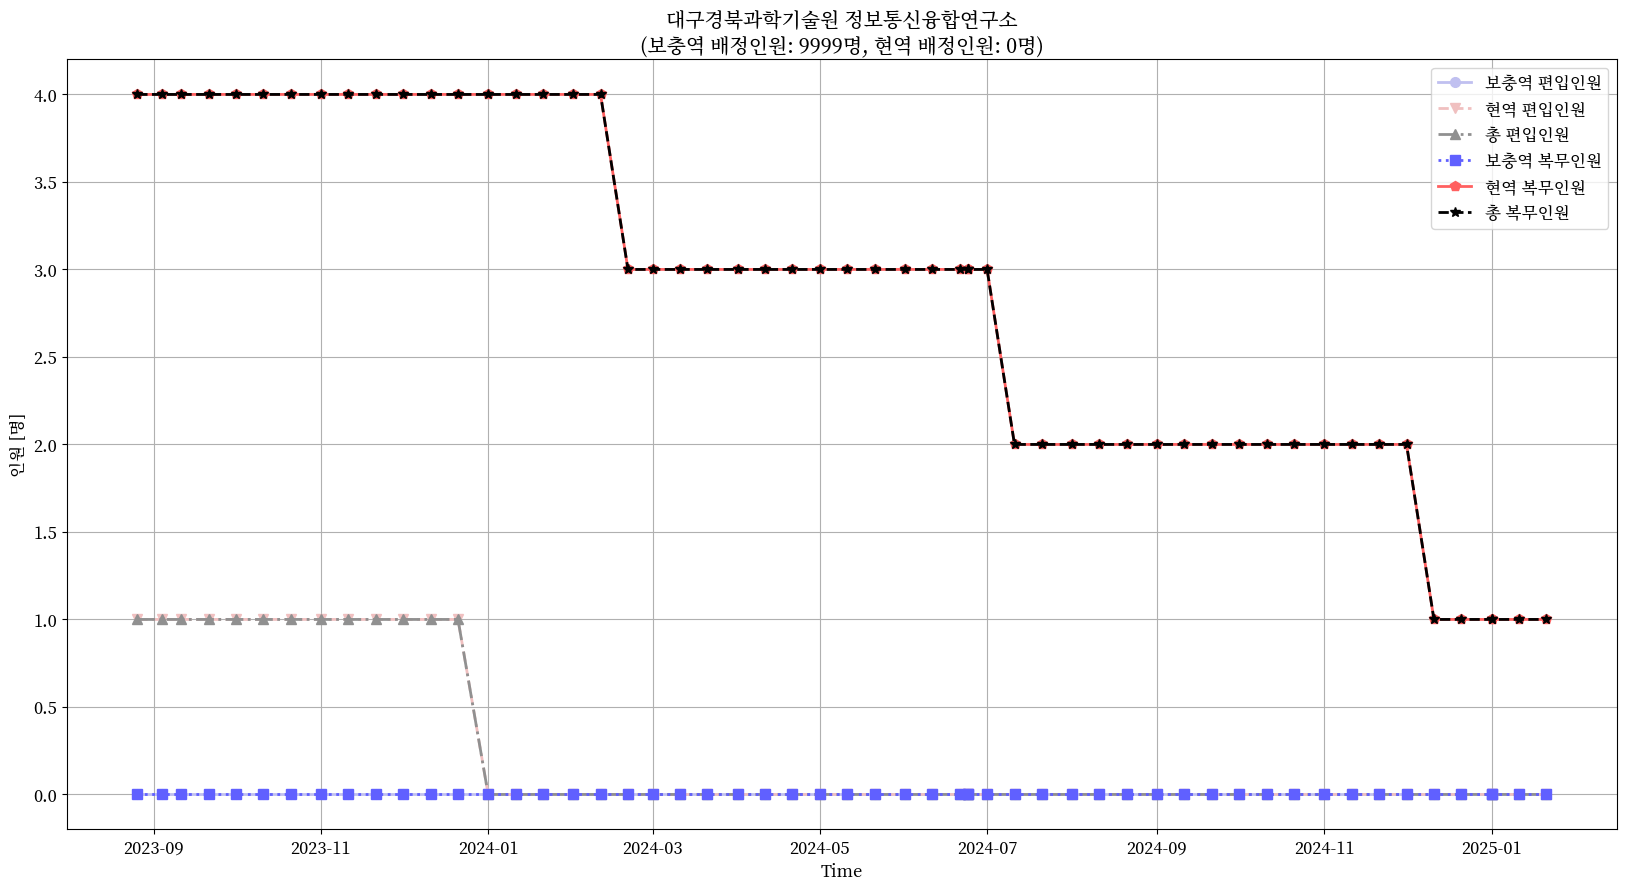 대구경북과학기술원 정보통신융합연구소
(보충역 배정인원: 9999명, 현역 배정인원: 0명)
보충역 편입인원
현역 편입인원
총 편입인원
보충역 복무인원
현역 복무인원
총 복무인원
인원 [명]
4.0
3.5
3.0
2.5
2.0
1.5
1.0
0.5
0.0
2023-09 2023-11 2024-01 2024-03 2024-05 2024-07 2024-09 2024-11 2025-01
Time